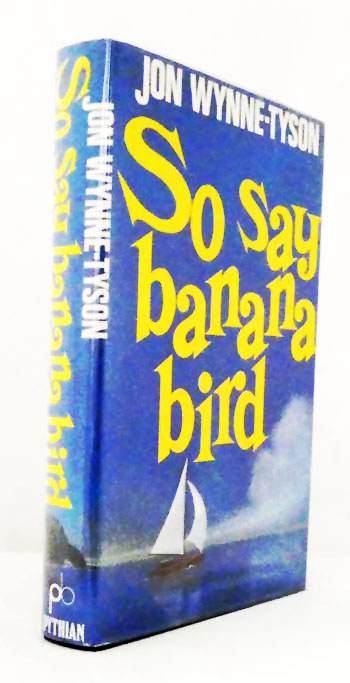 JON WYNNE-TYSON
So say
banana
bird
JON WYNNE-TYSON
So say banana bird
pb
PYTHIAN